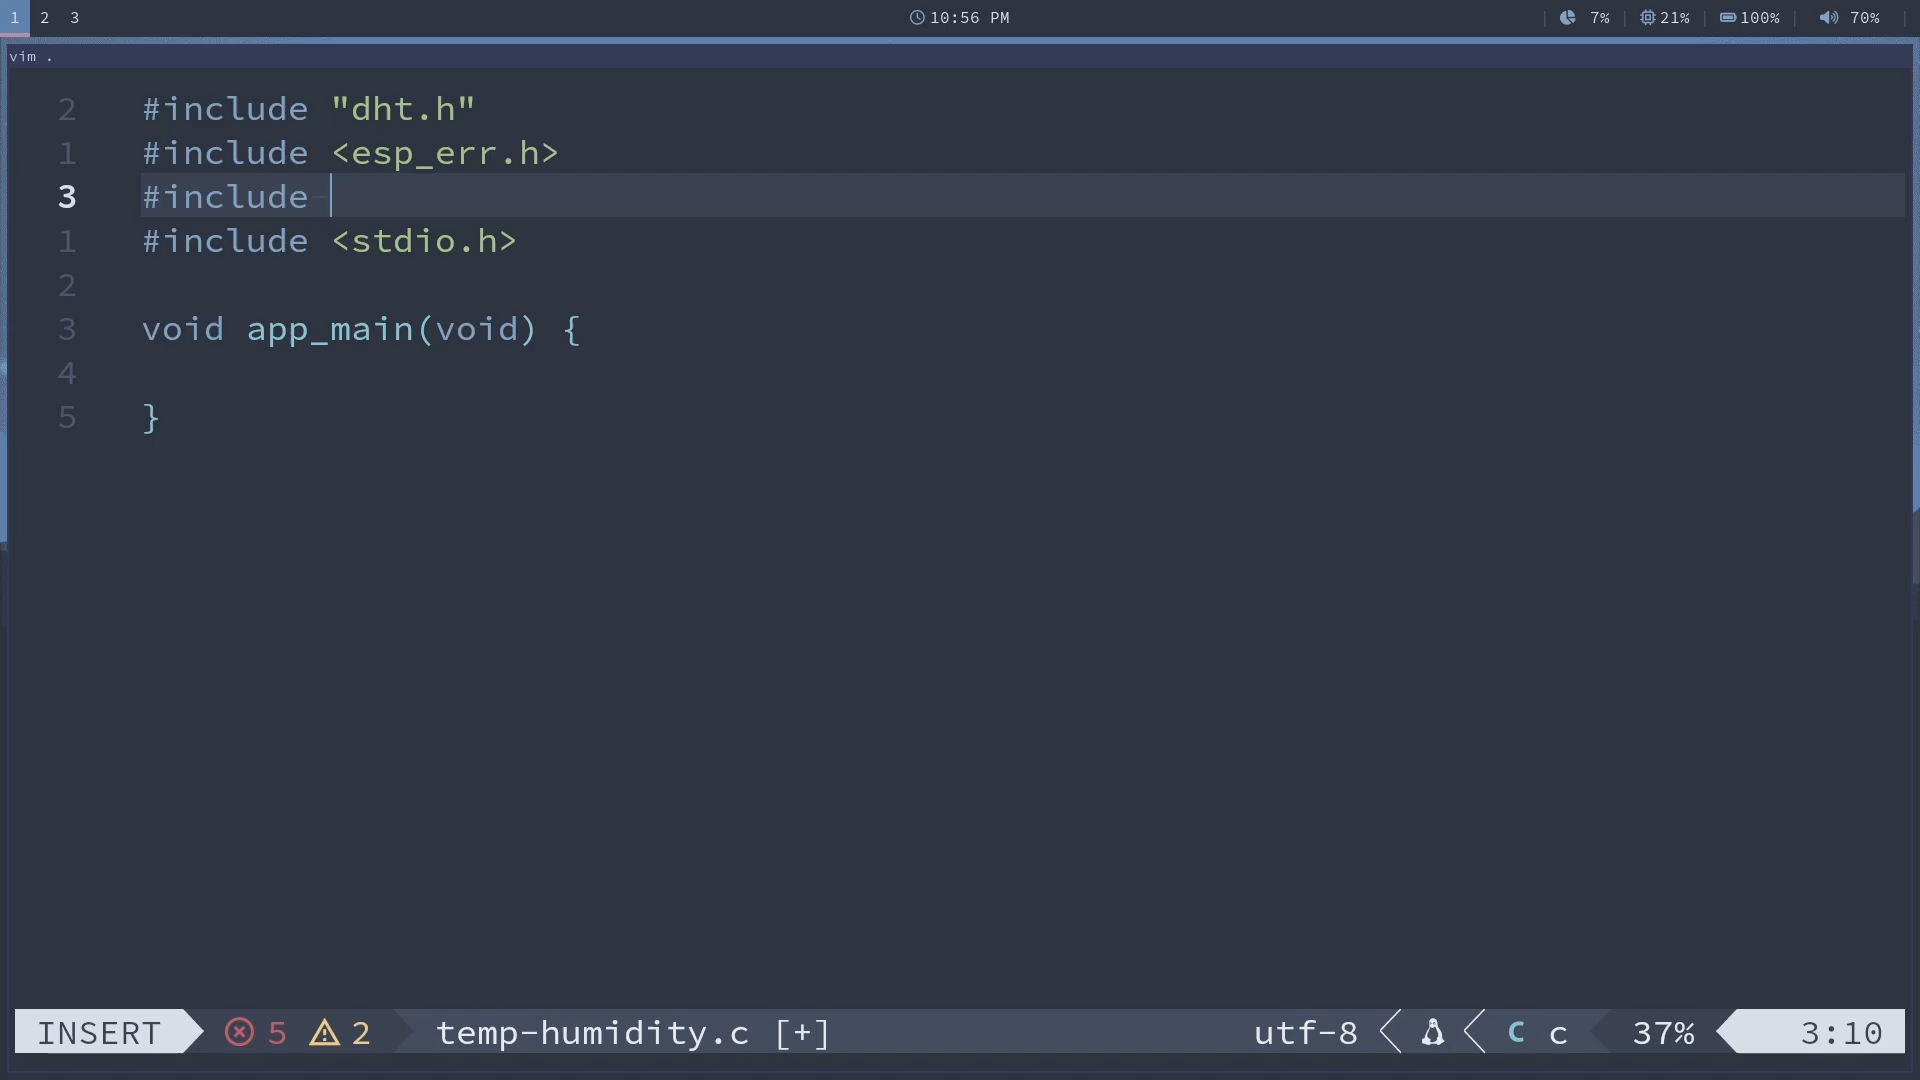 1 2 3 10:56 PM 7% 21% 100% 70%
vim .
2 #include "dht.h"
1 #include <esp_err.h>
3 #include
1 #include <stdio.h>
2
3 void app_main(void) {
4
5 }
INSERT 5 2 temp-humidity.c [+] utf-8 C c 37% 3:10